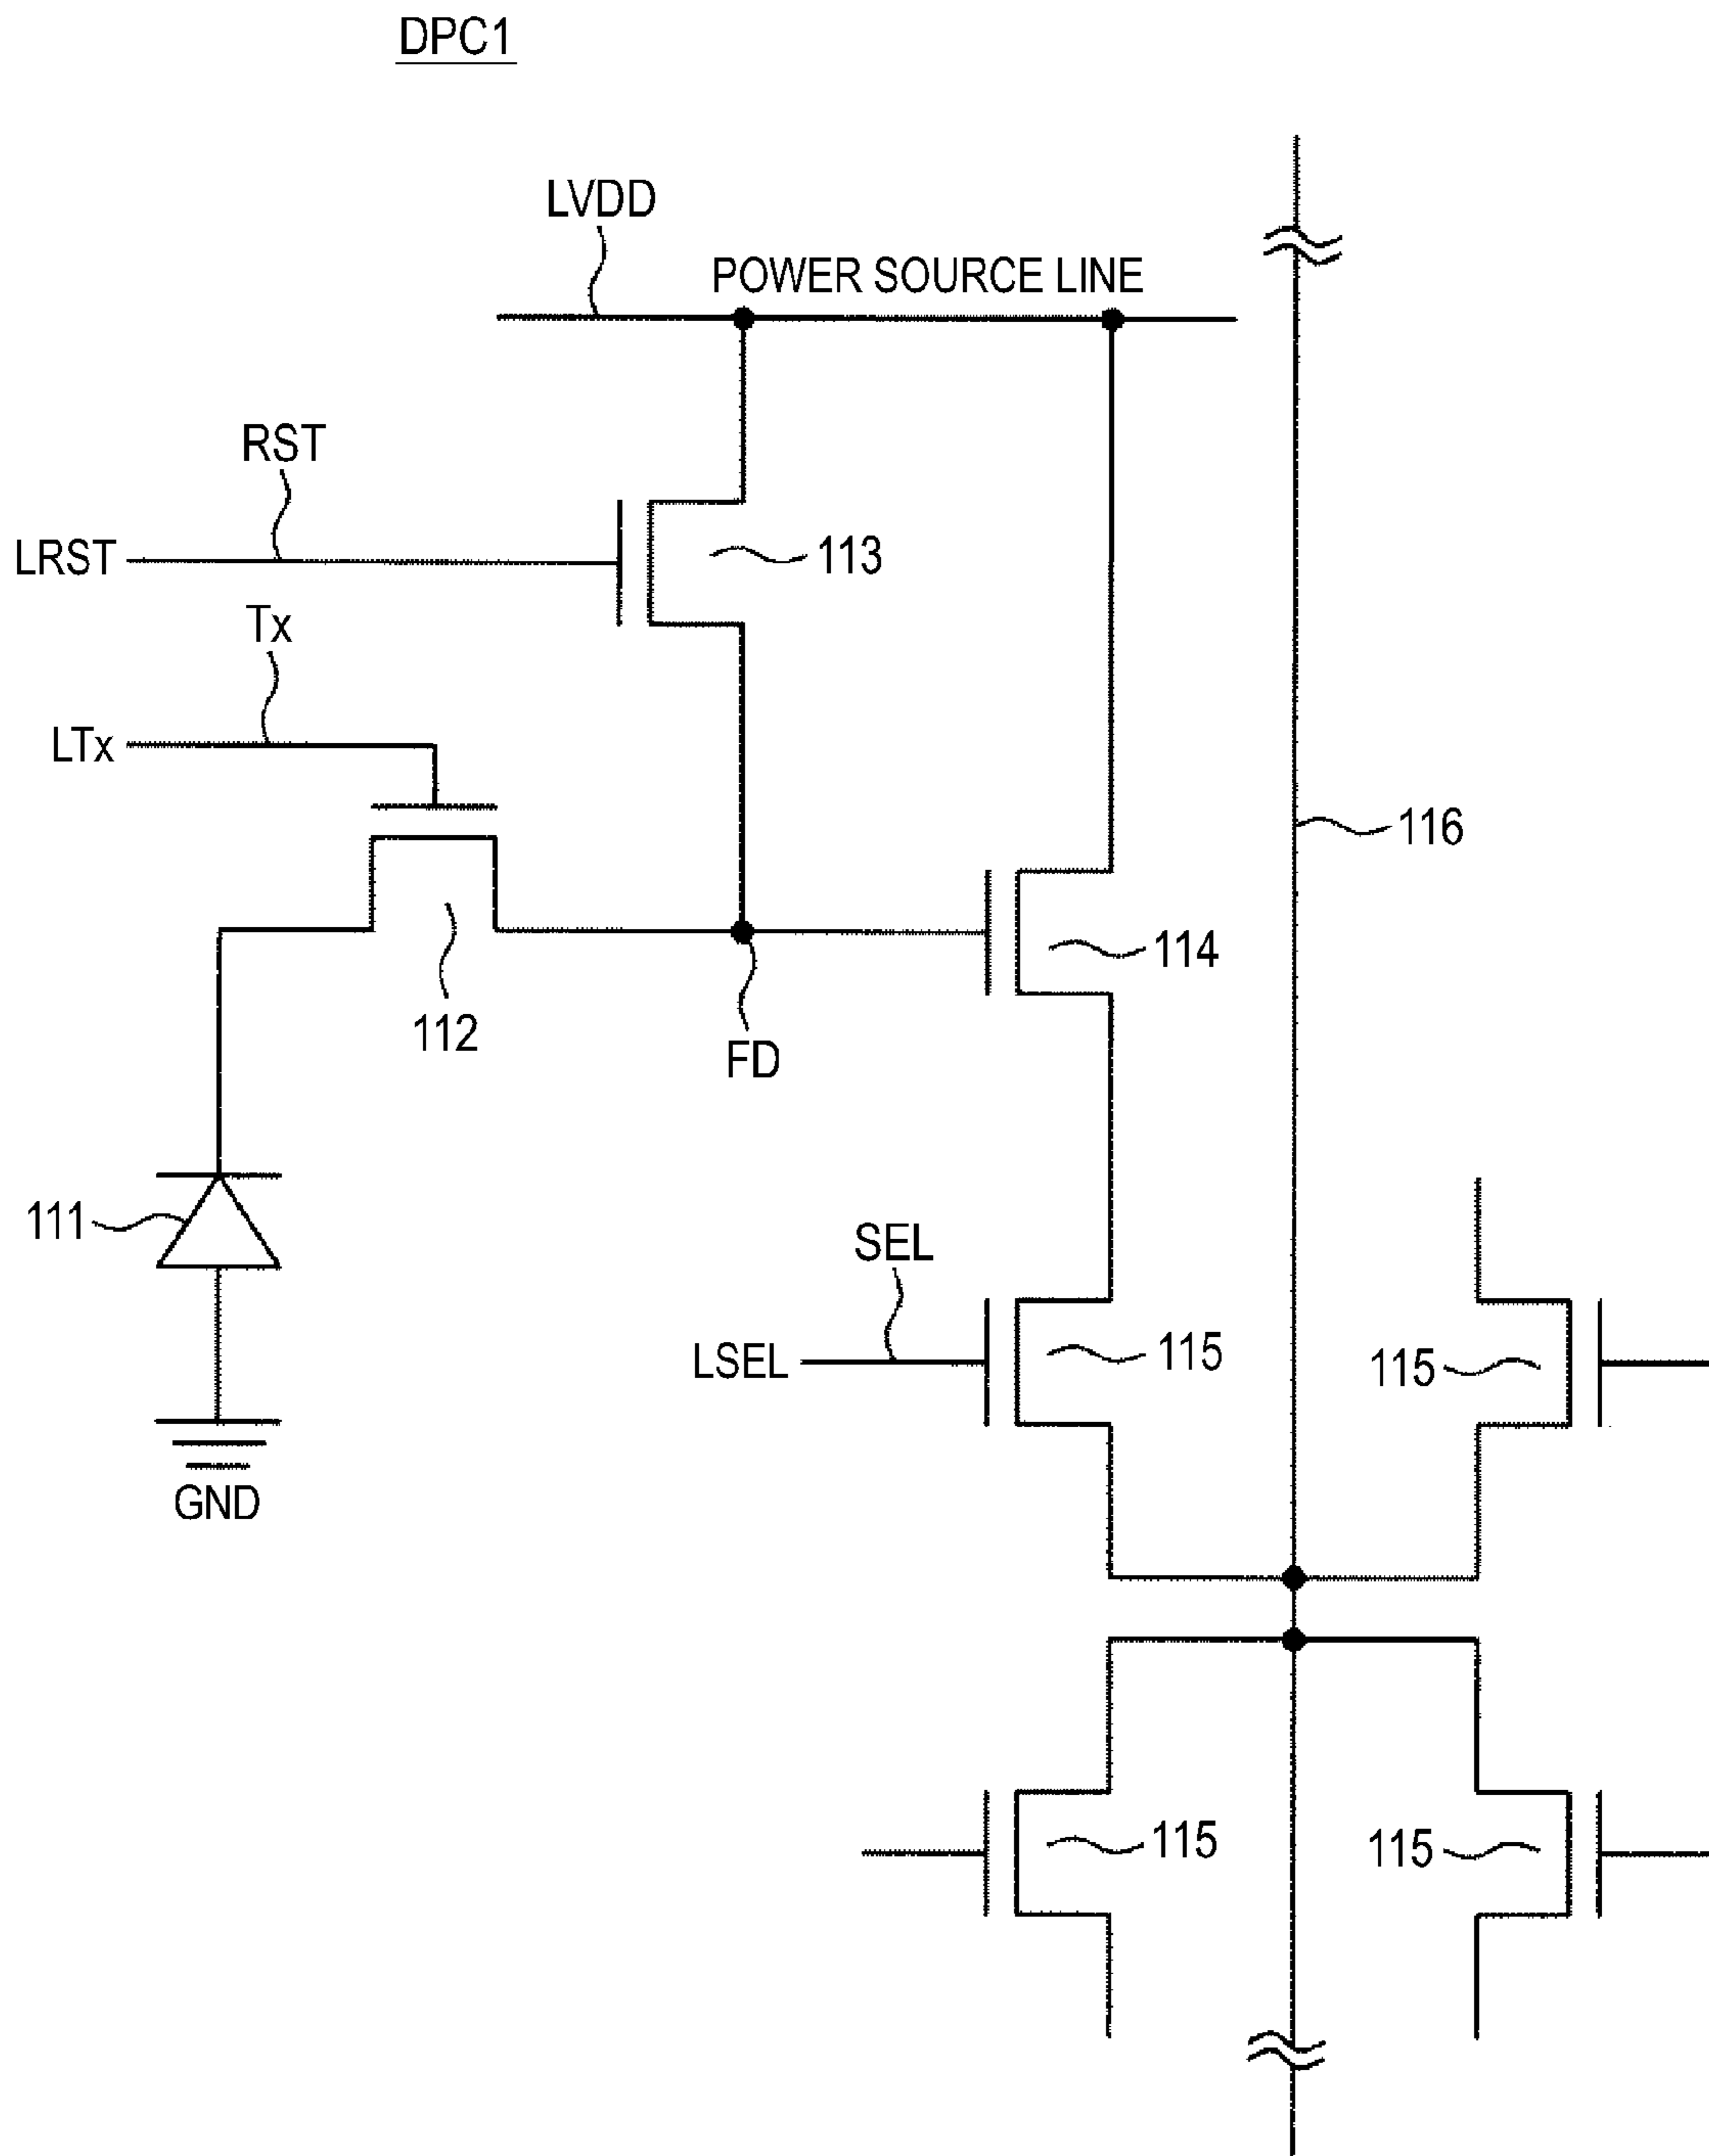 DPC1
LVDD
POWER SOURCE LINE
RST
LRST
113
Tx
LTx
116
114
112
FD
111
SEL
LSEL
115
115
GND
115
115